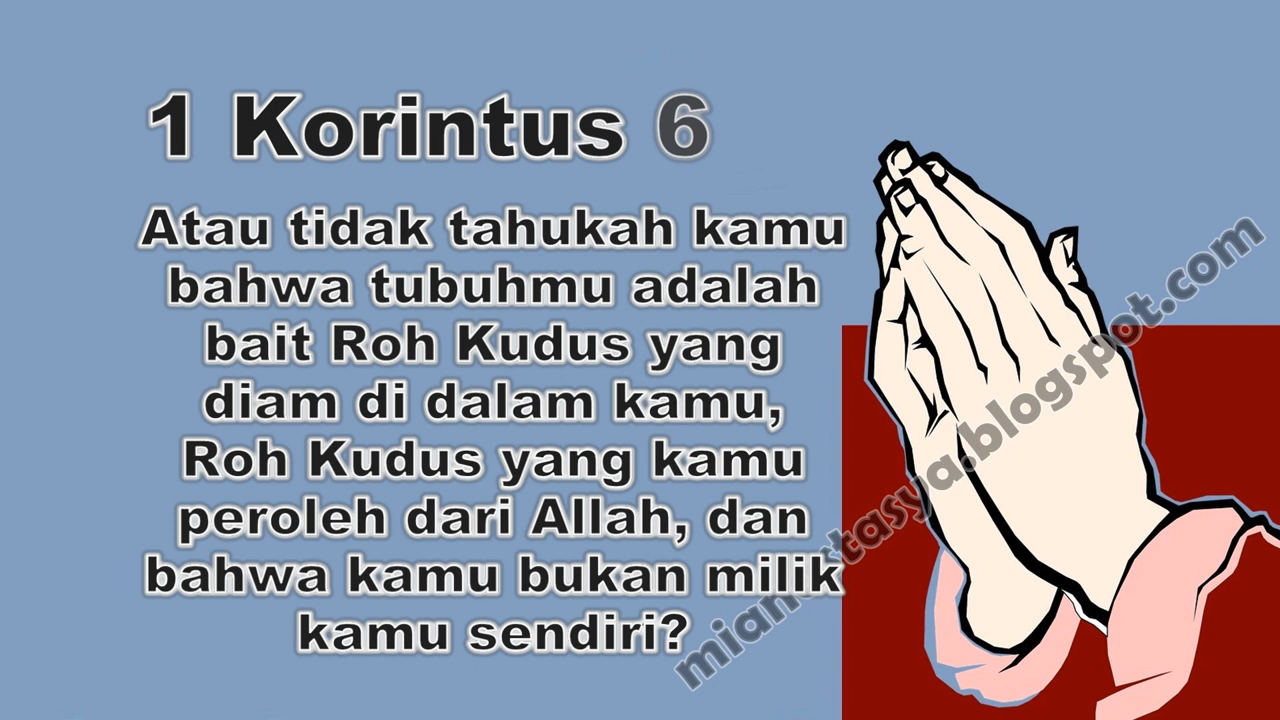 1 Korintus 6
Atau tidak tahukah kamu
bahwa tubuhmu adalah
bait Roh Kudus yang
diam di dalam kamu,
Roh Kudus yang kamu
peroleh dari Allah, dan
bahwa kamu bukan milik
kamu sendiri?
mianastasya.blogspot.com